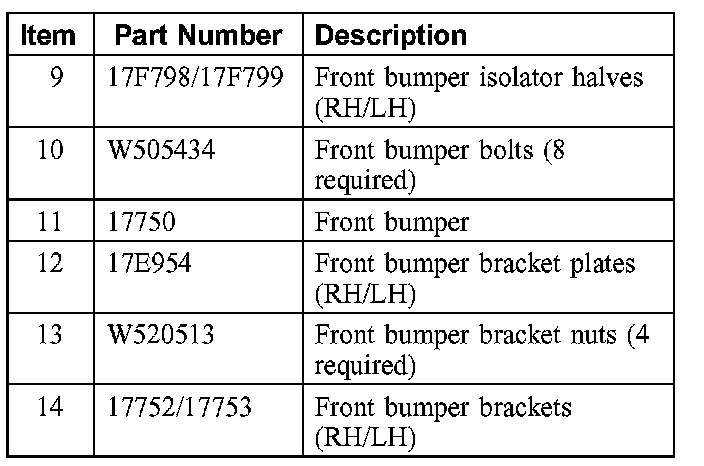 Item Part Number Description
9 17F798/17F799 Front bumper isolator halves
(RH/LH)
10 W505434 Front bumper bolts (8
required)
11 17750 Front bumper
12 17E954 Front bumper bracket plates
(RH/LH)
13 W520513 Front bumper bracket nuts (4
required)
14 17752/17753 Front bumper brackets
(RH/LH)